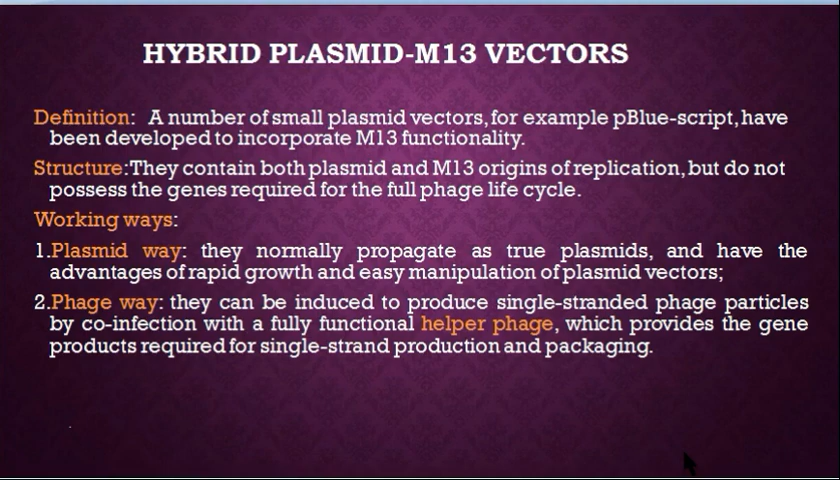 HYBRID PLASMID-M13 VECTORS
Definition: A number of small plasmid vectors, for example pBlue-script, have
been developed to incorporate M13 functionality.
Structure:They contain both plasmid and M13 origins of replication, but do not
possess the genes required for the full phage life cycle.
Working ways:
1.Plasmid way: they normally propagate as true plasmids, and have the
advantages of rapid growth and easy manipulation of plasmid vectors;
2.Phage way: they can be induced to produce single-stranded phage particles
by co-infection with a fully functional helper phage, which provides the gene
products required for single-strand production and packaging.